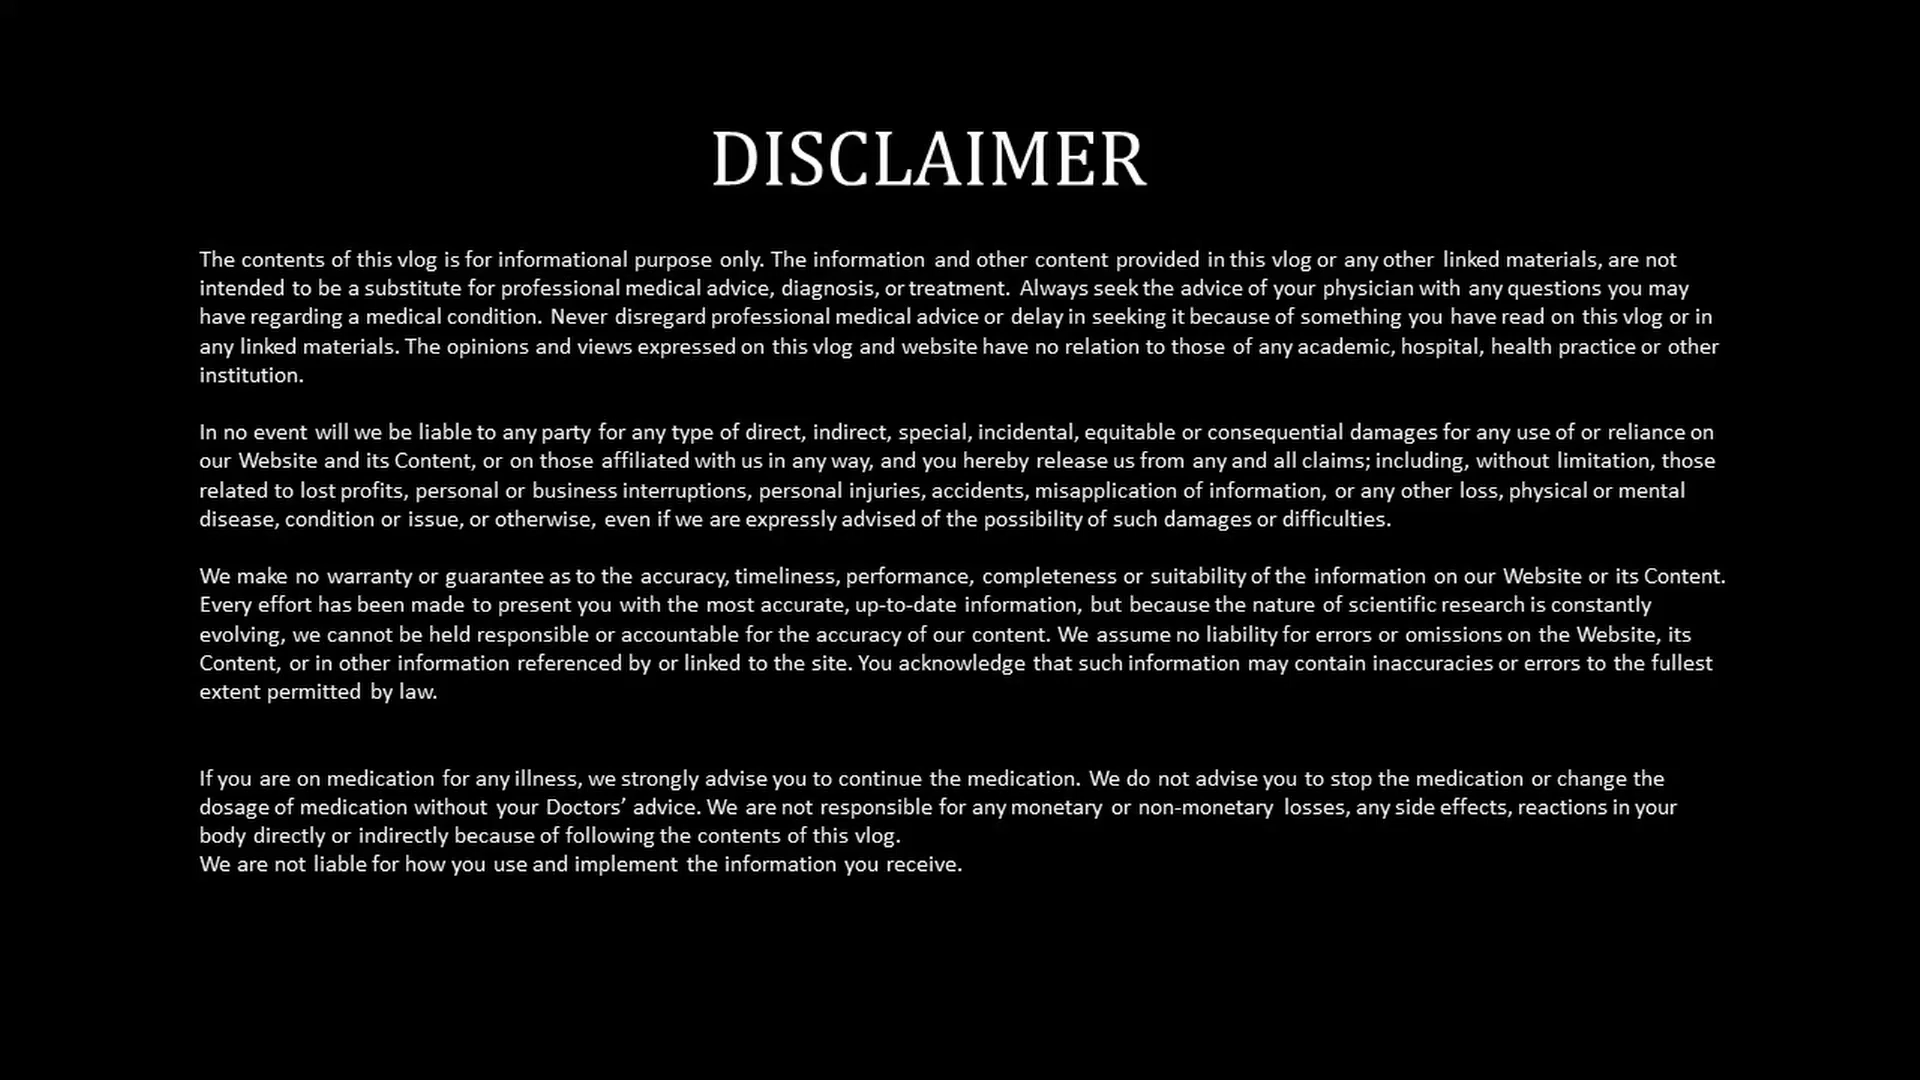 DISCLAIMER
The contents of this vlog is for informational purpose only. The information and other content provided in this vlog or any other linked materials, are not
intended to be a substitute for professional medical advice, diagnosis, or treatment. Always seek the advice of your physician with any questions you may
have regarding a medical condition. Never disregard professional medical advice or delay in seeking it because of something you have read on this vlog or in
any linked materials. The opinions and views expressed on this vlog and website have no relation to those of any academic, hospital, health practice or other
institution.
In no event will we be liable to any party for any type of direct, indirect, special, incidental, equitable or consequential damages for any use of or reliance on
our Website and its Content, or on those affiliated with us in any way, and you hereby release us from any and all claims; including, without limitation, those
related to lost profits, personal or business interruptions, personal injuries, accidents, misapplication of information, or any other loss, physical or mental
disease, condition or issue, or otherwise, even if we are expressly advised of the possibility of such damages or difficulties.
We make no warranty or guarantee as to the accuracy, timeliness, performance, completeness or suitability of the information on our Website or its Content.
Every effort has been made to present you with the most accurate, up-to-date information, but because the nature of scientific research is constantly
evolving, we cannot be held responsible or accountable for the accuracy of our content. We assume no liability for errors or omissions on the Website, its
Content, or in other information referenced by or linked to the site. You acknowledge that such information may contain inaccuracies or errors to the fullest
extent permitted by law.
If you are on medication for any illness, we strongly advise you to continue the medication. We do not advise you to stop the medication or change the
dosage of medication without your Doctors’ advice. We are not responsible for any monetary or non-monetary losses, any side effects, reactions in your
body directly or indirectly because of following the contents of this vlog.
We are not liable for how you use and implement the information you receive.